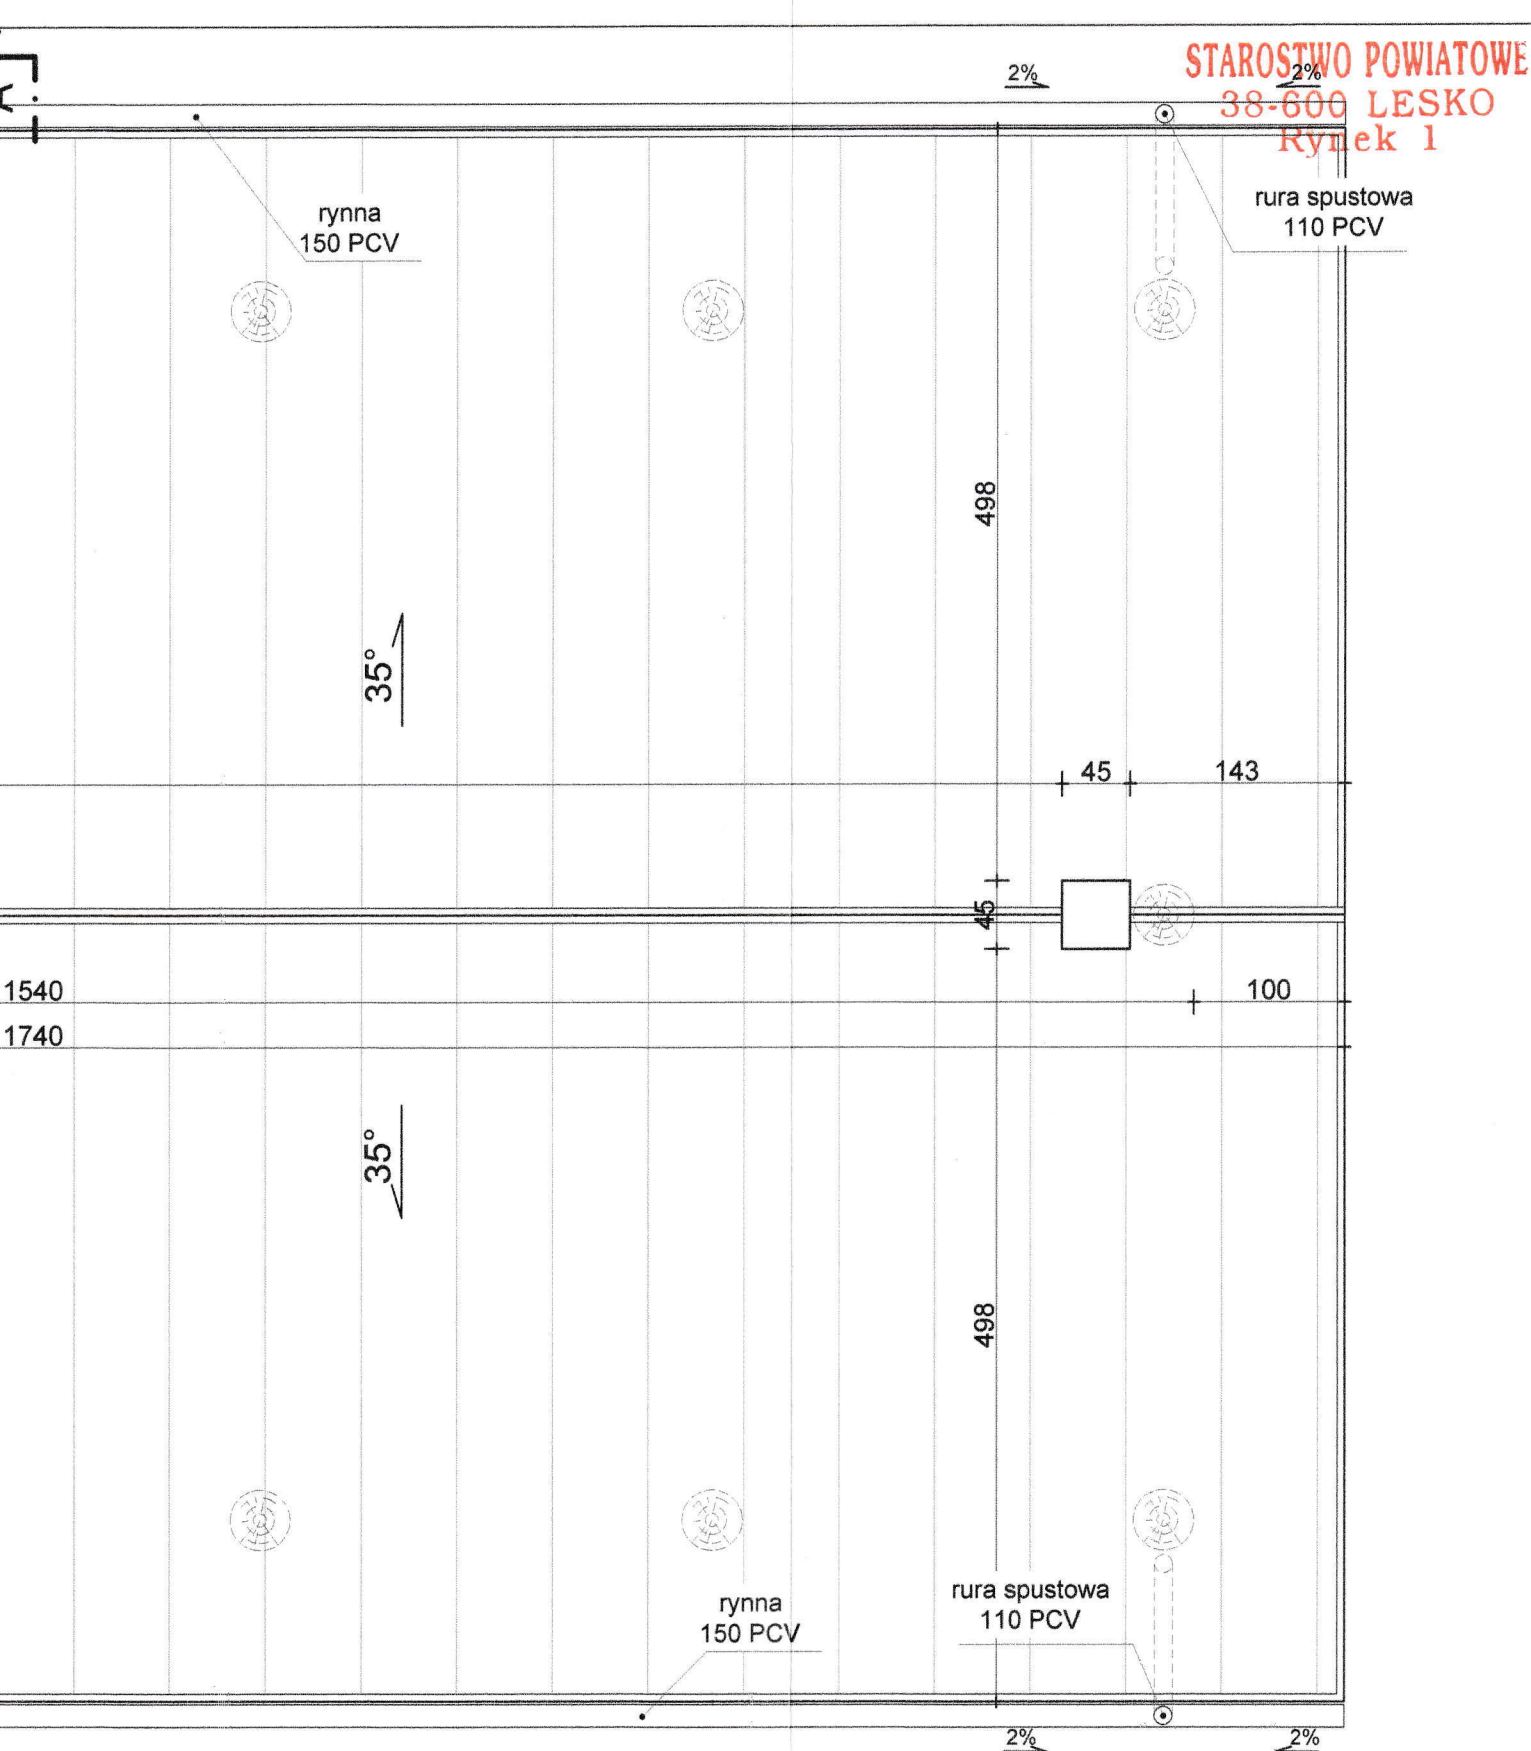 STAROSTWO POWIATOWE
38-600 LESKO
Rynek 1
2%
2%
A
rynna
150 PCV
rura spustowa
110 PCV
498
35°
45
143
45
1540
100
1740
35°
498
rynna
150 PCV
rura spustowa
110 PCV
2%
2%